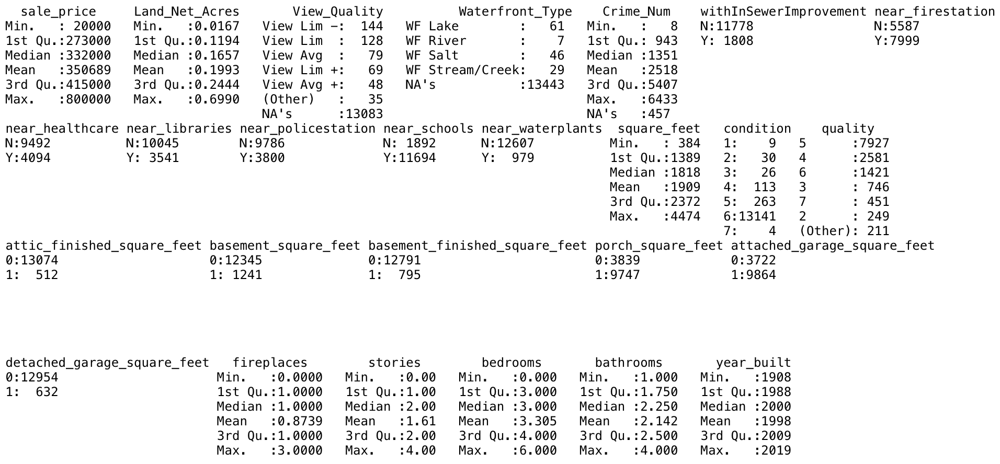 sale_price     Land_Net_Acres       View_Quality          Waterfront_Type    Crime_Num    withInSewerImprovement near_firestation
Min.   : 20000   Min.   :0.0167   View Lim −:  144   WF Lake        :   61   Min.   :   8   N:11778                N:5587
1st Qu.:273000   1st Qu.:0.1194   View Lim  :  128   WF River       :    7   1st Qu.: 943   Y: 1808                Y:7999
Median :332000   Median :0.1657   View Avg  :   79   WF Salt        :   46   Median :1351
Mean   :350689   Mean   :0.1993   View Lim +:   69   WF Stream/Creek:   29   Mean   :2518
3rd Qu.:415000   3rd Qu.:0.2444   View Avg +:   48   NA's           :13443   3rd Qu.:5407
Max.   :800000   Max.   :0.6990   (Other)   :   35                           Max.   :6433
                                  NA's      :13083                           NA's   :457
near_healthcare near_libraries near_policestation near_schools near_waterplants  square_feet   condition    quality
N:9492          N:10045        N:9786             N: 1892      N:12607          Min.   : 384   1:    9   5      :7927
Y:4094          Y: 3541        Y:3800             Y:11694      Y:  979          1st Qu.:1389   2:   30   4      :2581
                                                                                Median :1818   3:   26   6      :1421
                                                                                Mean   :1909   4:  113   3      : 746
                                                                                3rd Qu.:2372   5:  263   7      : 451
                                                                                Max.   :4474   6:13141   2      : 249
                                                                                               7:    4   (Other): 211
attic_finished_square_feet basement_square_feet basement_finished_square_feet porch_square_feet attached_garage_square_feet
0:13074                    0:12345              0:12791                       0:3839            0:3722
1:  512                    1: 1241              1:  795                       1:9747            1:9864
detached_garage_square_feet   fireplaces        stories        bedrooms       bathrooms       year_built
0:12954                     Min.   :0.0000   Min.   :0.00   Min.   :0.000   Min.   :1.000   Min.   :1908
1:  632                     1st Qu.:1.0000   1st Qu.:1.00   1st Qu.:3.000   1st Qu.:1.750   1st Qu.:1988
                            Median :1.0000   Median :2.00   Median :3.000   Median :2.250   Median :2000
                            Mean   :0.8739   Mean   :1.61   Mean   :3.305   Mean   :2.142   Mean   :1998
                            3rd Qu.:1.0000   3rd Qu.:2.00   3rd Qu.:4.000   3rd Qu.:2.500   3rd Qu.:2009
                            Max.   :3.0000   Max.   :4.00   Max.   :6.000   Max.   :4.000   Max.   :2019